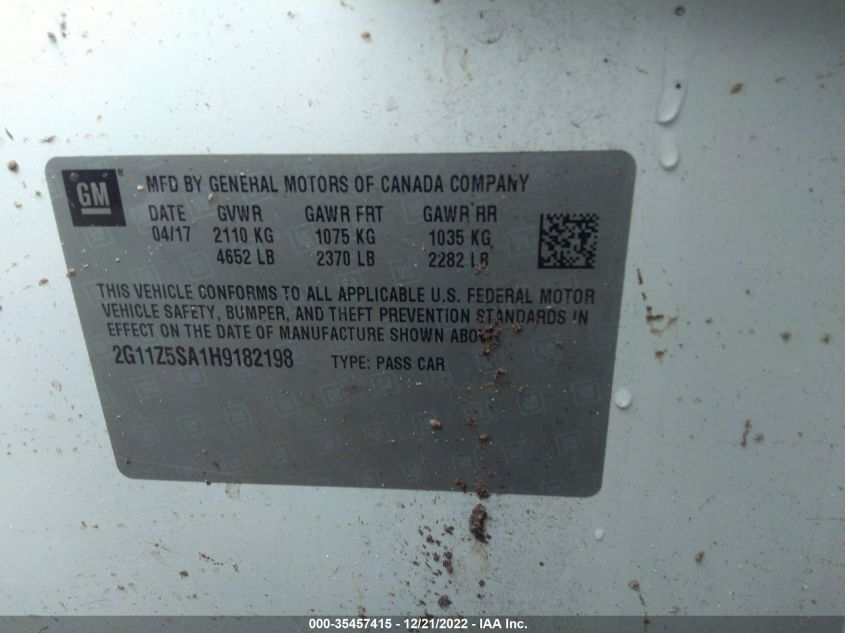 GM
MFD BY GENERAL MOTORS OF CANADA COMPANY
DATE GVWR GAWR FRT GAWR RR
04/17 2110 KG 1075 KG 1035 KG
4652 LB 2370 LB 2282 LB
THIS VEHICLE CONFORMS TO ALL APPLICABLE U.S. FEDERAL MOTOR
VEHICLE SAFETY, BUMPER, AND THEFT PREVENTION STANDARDS IN
EFFECT ON THE DATE OF MANUFACTURE SHOWN ABOVE
2G11Z5SA1H9182198 TYPE: PASS CAR
000-35457415 - 12/21/2022 - IAA Inc.